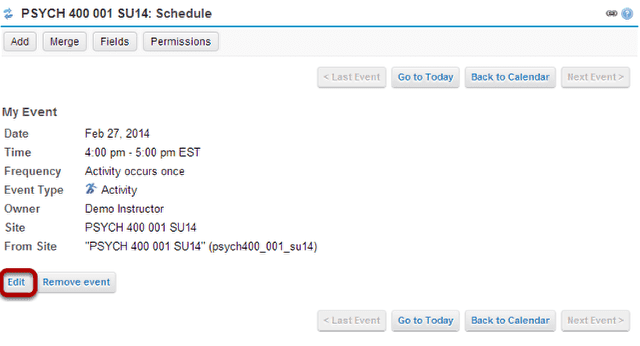 PSYCH 400 001 SU14: Schedule
Add Merge Fields Permissions
< Last Event Go to Today Back to Calendar Next Event >
My Event
Date Feb 27, 2014
Time 4:00 pm - 5:00 pm EST
Frequency Activity occurs once
Event Type Activity
Owner Demo Instructor
Site PSYCH 400 001 SU14
From Site "PSYCH 400 001 SU14" (psych400_001_su14)
Edit Remove event
< Last Event Go to Today Back to Calendar Next Event >